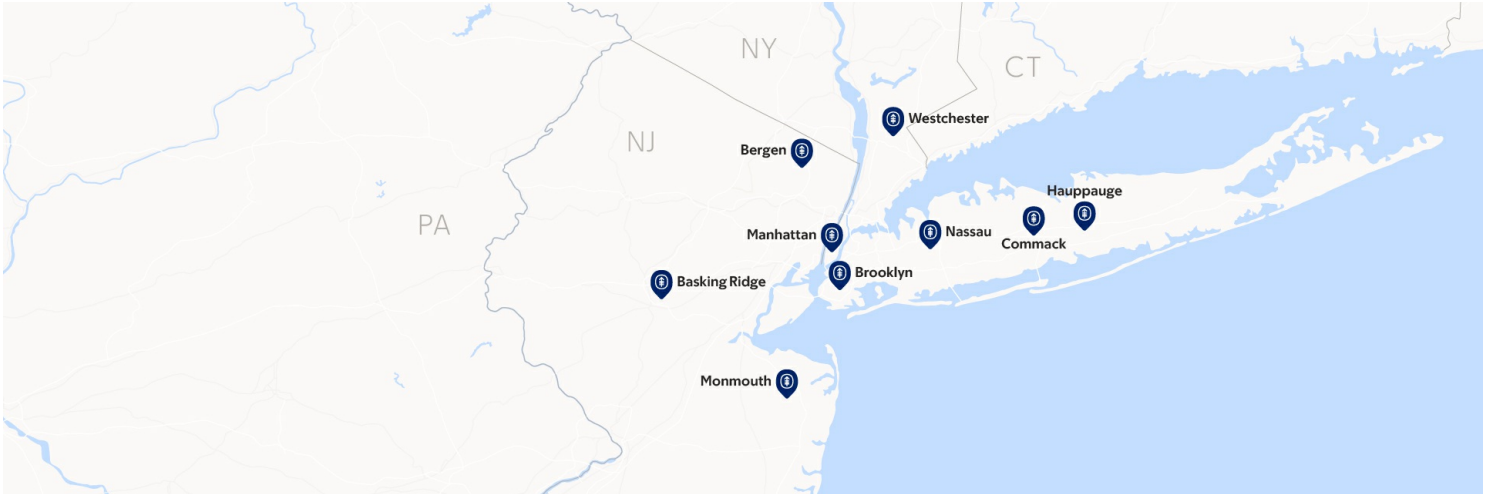 NY
CT
Westchester
NJ
Bergen
Hauppauge
PA
Manhattan
Nassau
Commack
Brooklyn
Basking Ridge
Monmouth